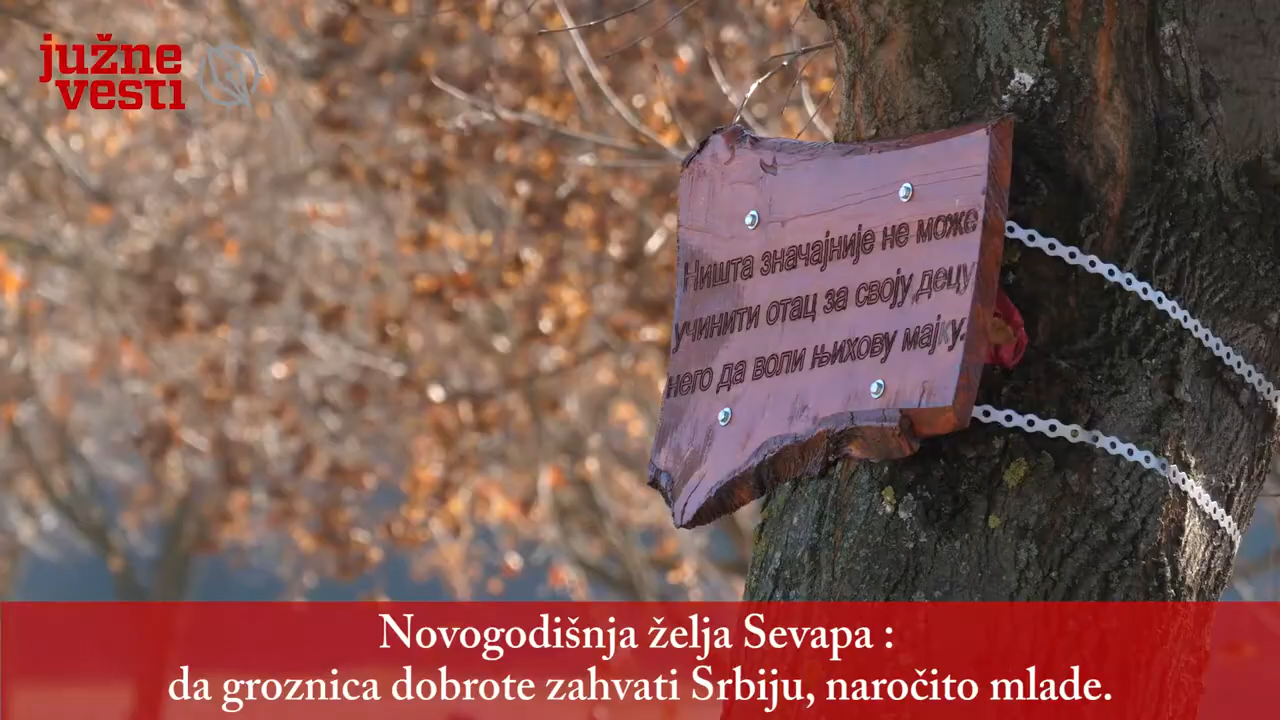 južne
vesti
Ништа значајније не може
учинити отац за своју децу
него да воли њихову мајку.
Novogodišnja želja Sevapa :
da groznica dobrote zahvati Srbiju, naročito mlade.